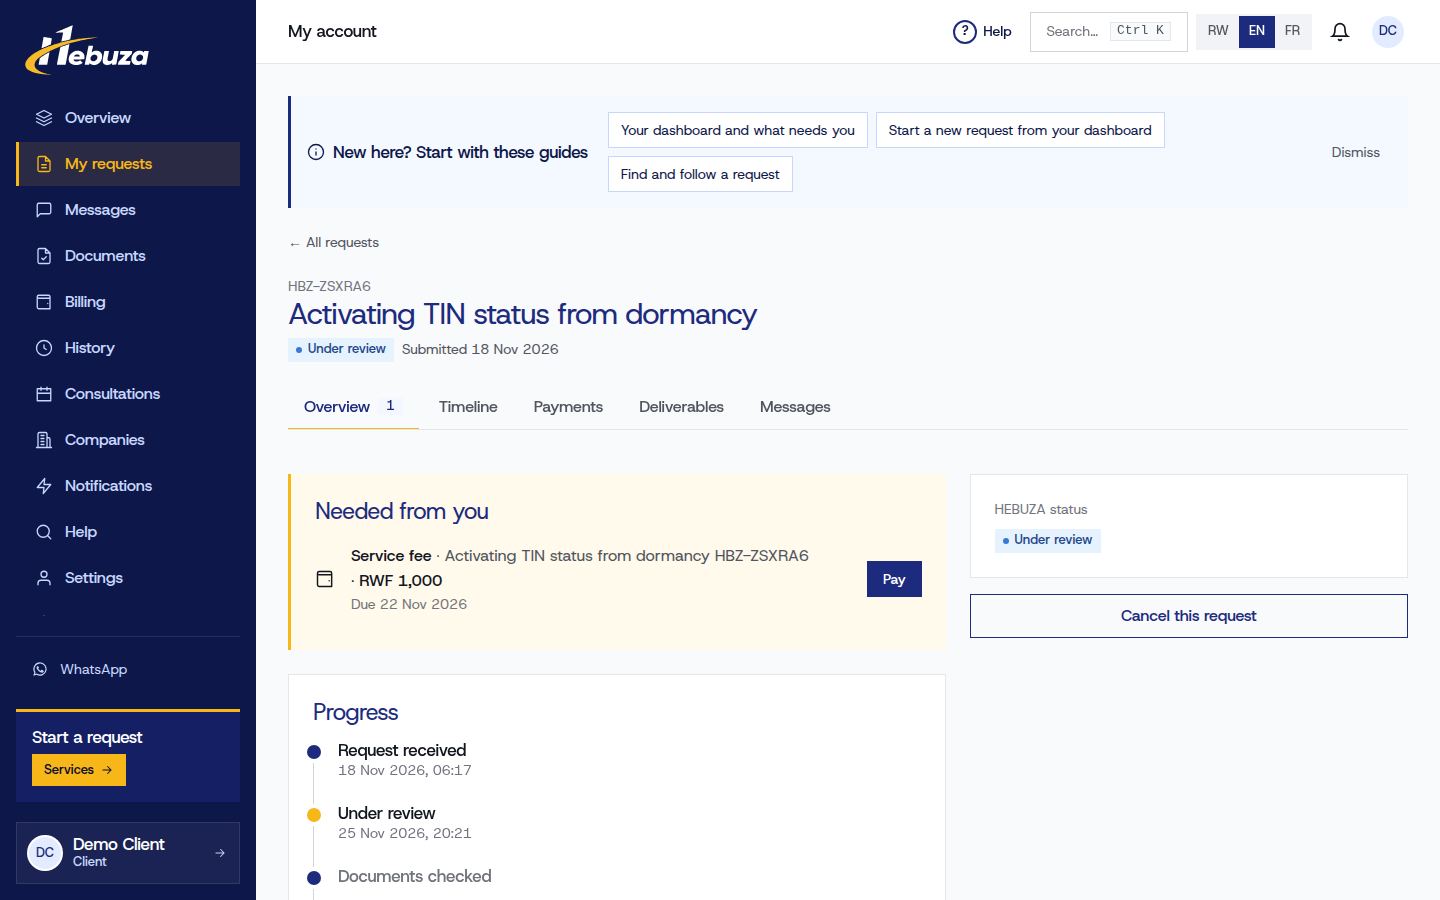 Hebuza
My account
Help
Search...
Ctrl K
RW
EN
FR
DC
Overview
My requests
Messages
Documents
Billing
History
Consultations
Companies
Notifications
Help
Settings
WhatsApp
Start a request
Services →
DC
Demo Client
Client
→
New here? Start with these guides
Your dashboard and what needs you
Start a new request from your dashboard
Find and follow a request
Dismiss
← All requests
HBZ-ZSXRA6
Activating TIN status from dormancy
Under review
Submitted 18 Nov 2026
Overview 1
Timeline
Payments
Deliverables
Messages
Needed from you
Service fee · Activating TIN status from dormancy HBZ-ZSXRA6
· RWF 1,000
Due 22 Nov 2026
Pay
HEBUZA status
Under review
Cancel this request
Progress
Request received
18 Nov 2026, 06:17
Under review
25 Nov 2026, 20:21
Documents checked